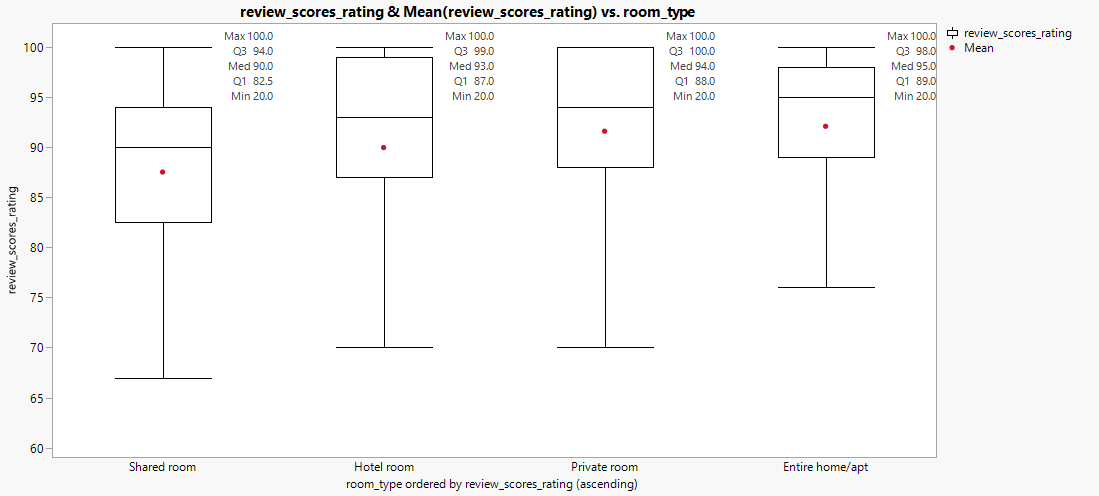 review_scores_rating & Mean(review_scores_rating) vs. room_type
review_scores_rating
Mean
Max 100.0
Q3 94.0
Med 90.0
Q1 82.5
Min 20.0
Max 100.0
Q3 99.0
Med 93.0
Q1 87.0
Min 20.0
Max 100.0
Q3 100.0
Med 94.0
Q1 88.0
Min 20.0
Max 100.0
Q3 98.0
Med 95.0
Q1 89.0
Min 20.0
review_scores_rating
100
95
90
85
80
75
70
65
60
Shared room
Hotel room
Private room
Entire home/apt
room_type ordered by review_scores_rating (ascending)